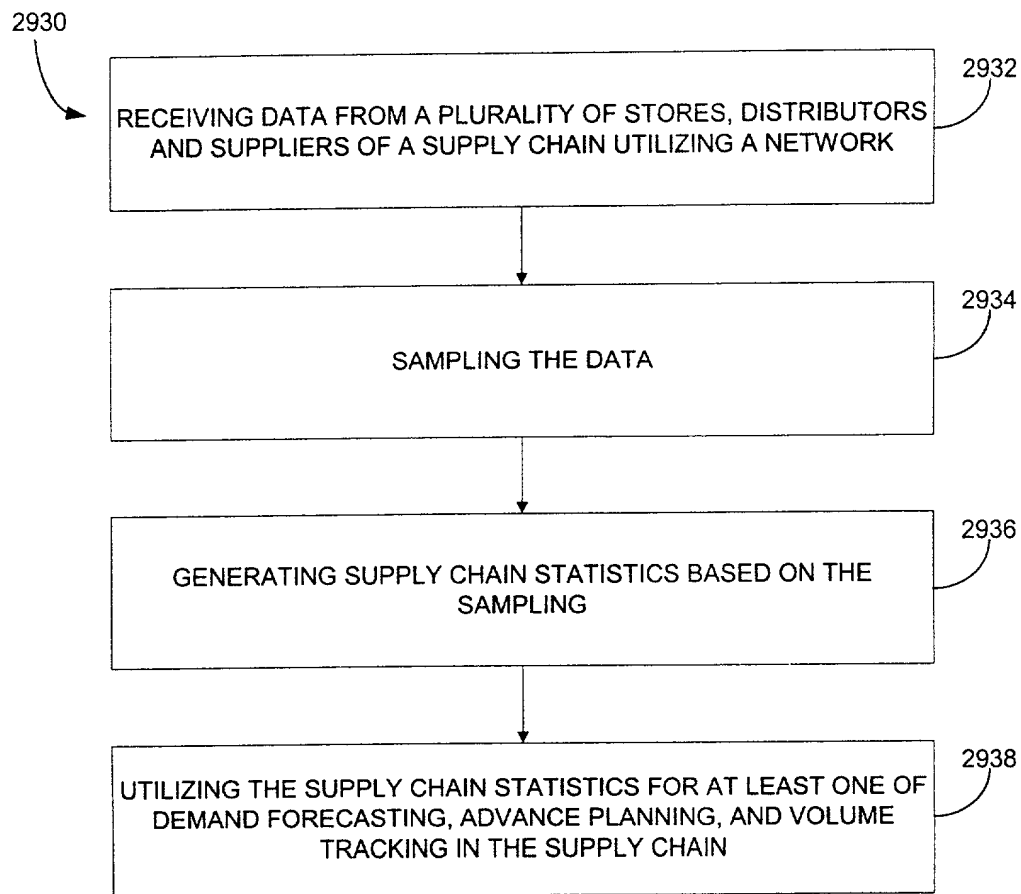 2930
2932
RECEIVING DATA FROM A PLURALITY OF STORES, DISTRIBUTORS
AND SUPPLIERS OF A SUPPLY CHAIN UTILIZING A NETWORK
2934
SAMPLING THE DATA
2936
GENERATING SUPPLY CHAIN STATISTICS BASED ON THE
SAMPLING
2938
UTILIZING THE SUPPLY CHAIN STATISTICS FOR AT LEAST ONE OF
DEMAND FORECASTING, ADVANCE PLANNING, AND VOLUME
TRACKING IN THE SUPPLY CHAIN